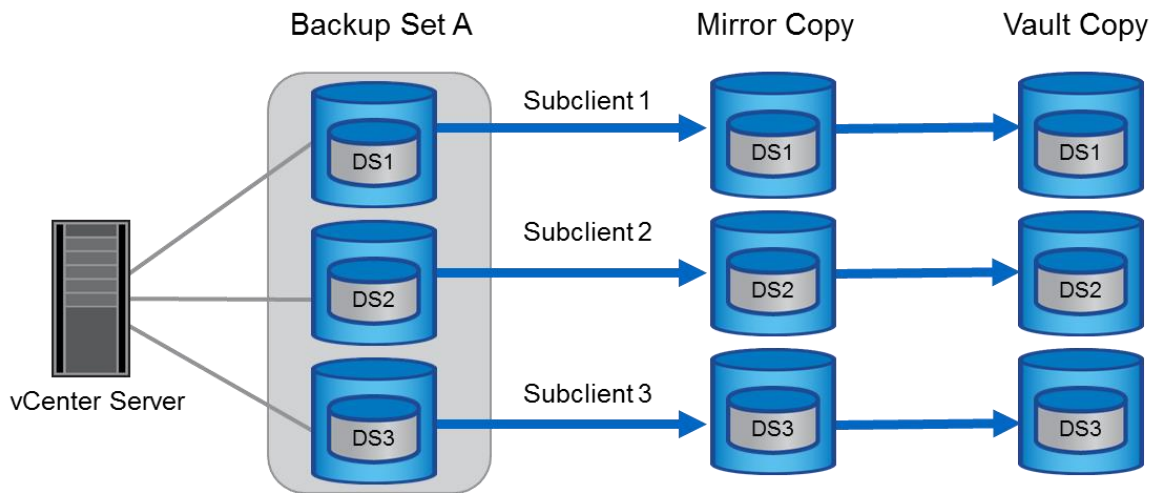 Backup Set A
Mirror Copy
Vault Copy
Subclient 1
DS1
DS1
DS1
Subclient 2
DS2
DS2
DS2
vCenter Server
Subclient 3
DS3
DS3
DS3